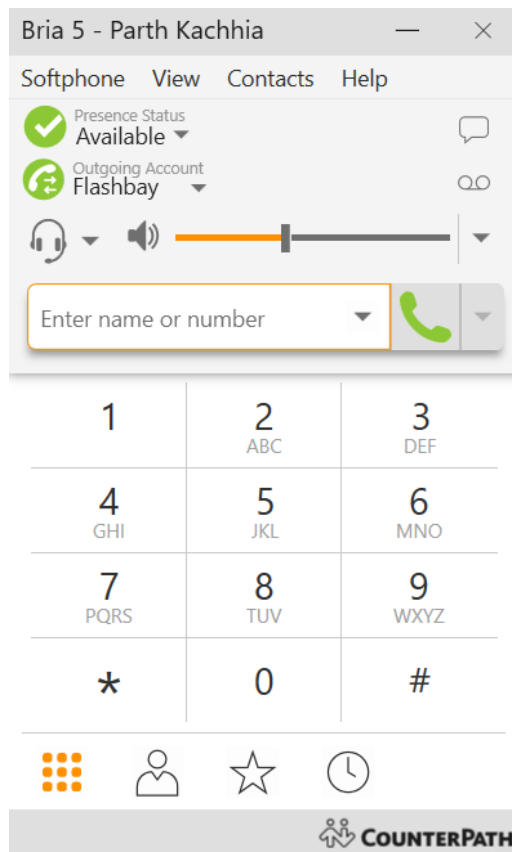 Bria 5 - Parth Kachhia
Softphone View Contacts Help
Presence Status
Available
Outgoing Account
Flashbay
Enter name or number
1 2 3
ABC DEF
4 5 6
GHI JKL MNO
7 8 9
PQRS TUV WXYZ
* 0 #
COUNTERPATH